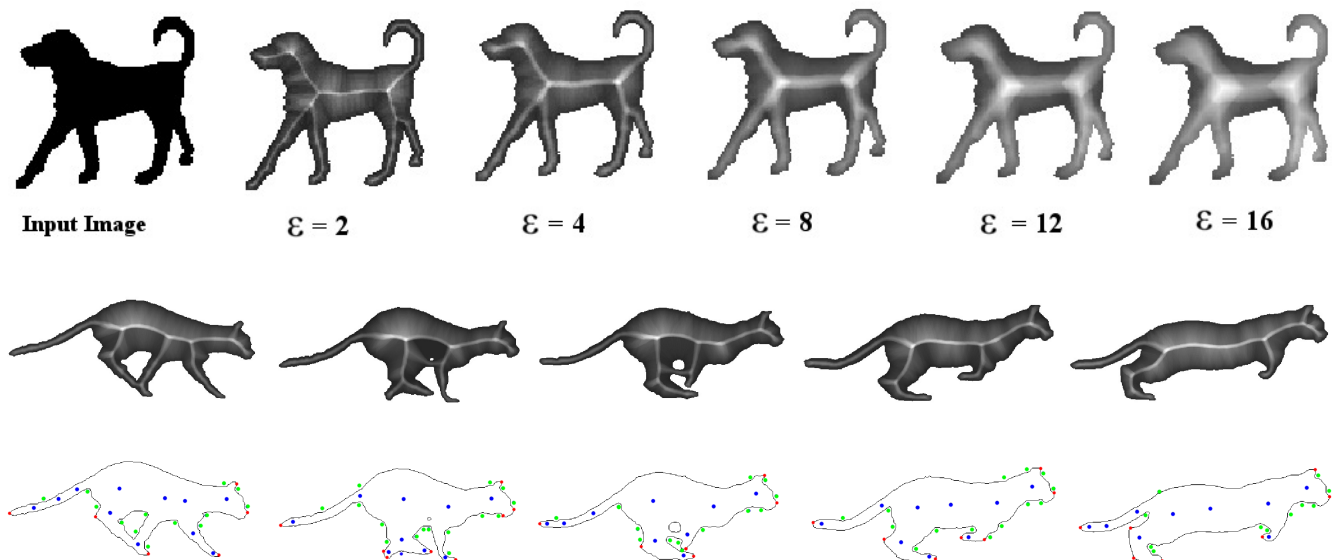 Input Image
ε = 2
ε = 4
ε = 8
ε = 12
ε = 16